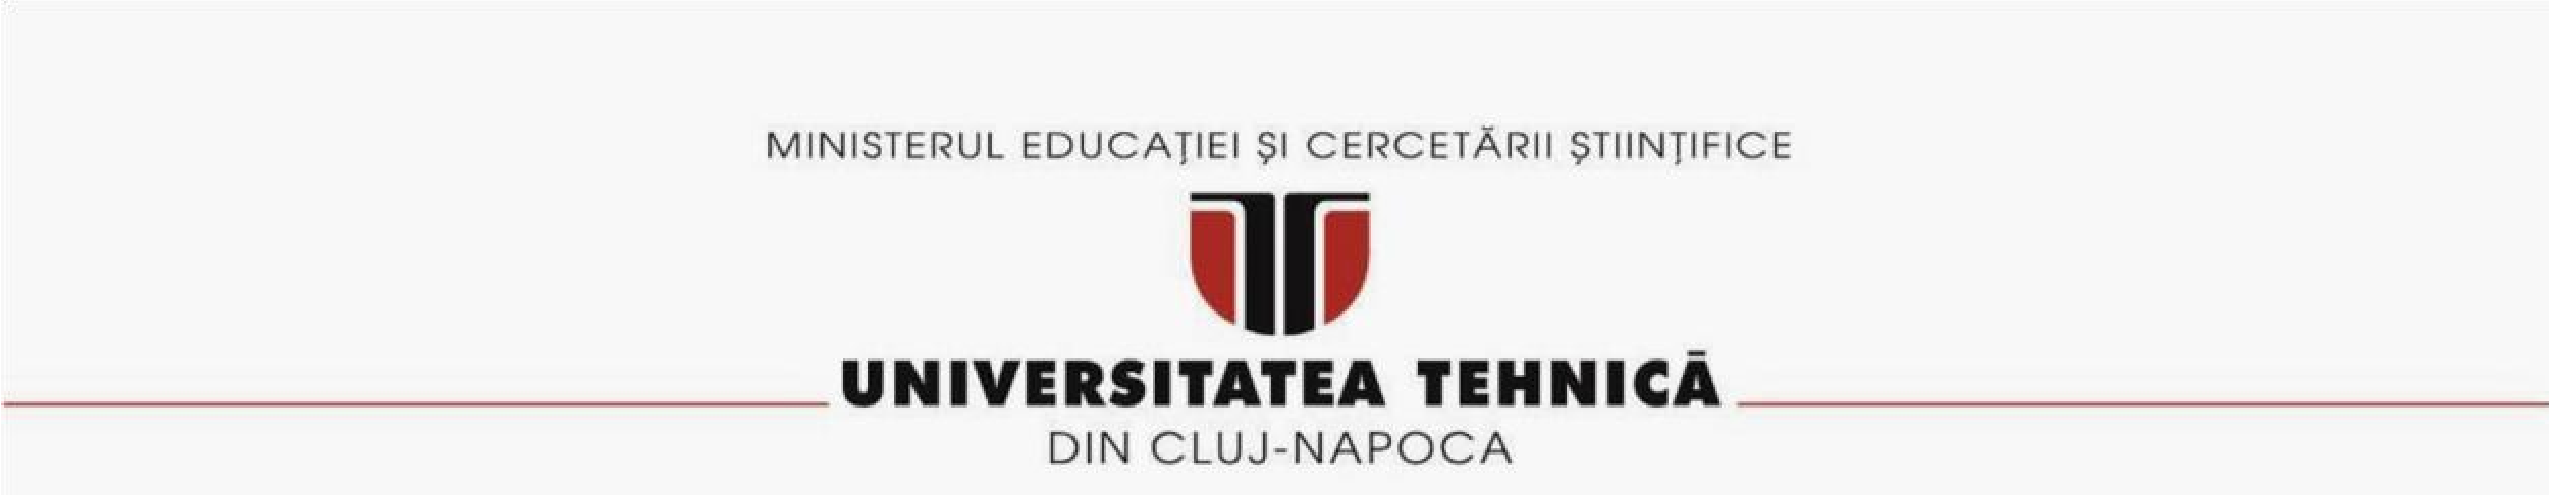 MINISTERUL EDUCAŢIEI ŞI CERCETĂRII ŞTIINŢIFICE
UNIVERSITATEA TEHNICĂ
DIN CLUJ-NAPOCA